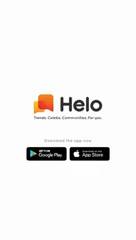 Helo
Trends. Celebs. Communities. For you.
Download the app now
GET IT ON
Google Play
Download on the
App Store